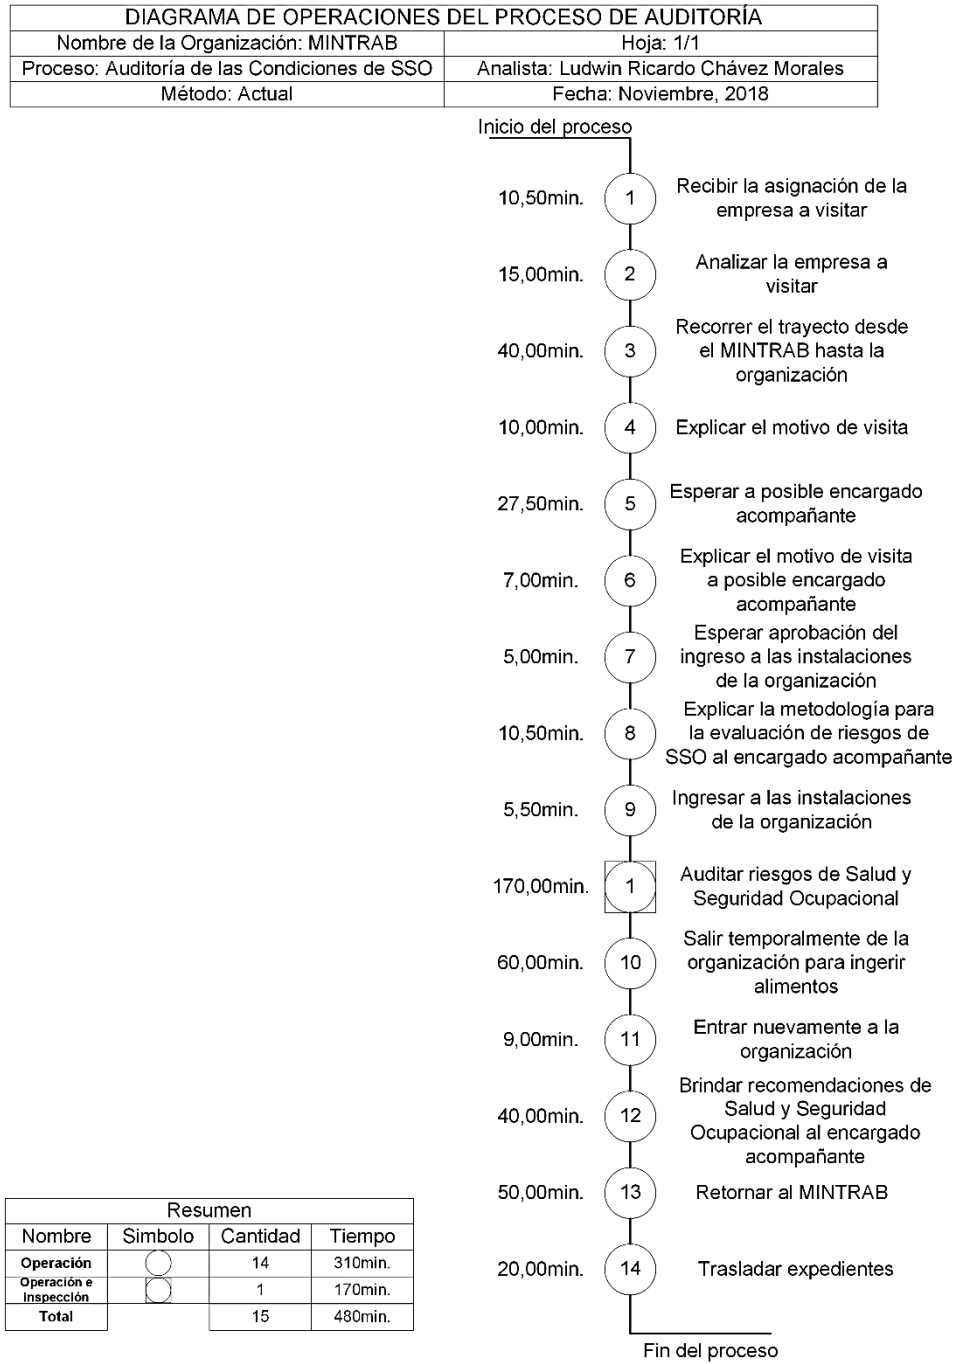 DIAGRAMA DE OPERACIONES DEL PROCESO DE AUDITORÍA
Nombre de la Organización: MINTRAB
Hoja: 1/1
Proceso: Auditoría de las Condiciones de SSO
Analista: Ludwin Ricardo Chávez Morales
Método: Actual
Fecha: Noviembre, 2018
Inicio del proceso
10,50min.
1
Recibir la asignación de la
empresa a visitar
15,00min.
2
Analizar la empresa a
visitar
40,00min.
3
Recorrer el trayecto desde
el MINTRAB hasta la
organización
10,00min.
4
Explicar el motivo de visita
27,50min.
5
Esperar a posible encargado
acompañante
7,00min.
6
Explicar el motivo de visita
a posible encargado
acompañante
5,00min.
7
Esperar aprobación del
ingreso a las instalaciones
de la organización
10,50min.
8
Explicar la metodología para
la evaluación de riesgos de
SSO al encargado acompañante
5,50min.
9
Ingresar a las instalaciones
de la organización
170,00min.
1
Auditar riesgos de Salud y
Seguridad Ocupacional
60,00min.
10
Salir temporalmente de la
organización para ingerir
alimentos
9,00min.
11
Entrar nuevamente a la
organización
40,00min.
12
Brindar recomendaciones de
Salud y Seguridad
Ocupacional al encargado
acompañante
50,00min.
13
Retornar al MINTRAB
20,00min.
14
Trasladar expedientes
Fin del proceso
Resumen
Nombre
Simbolo
Cantidad
Tiempo
Operación
14
310min.
Operación e
Inspección
1
170min.
Total
15
480min.